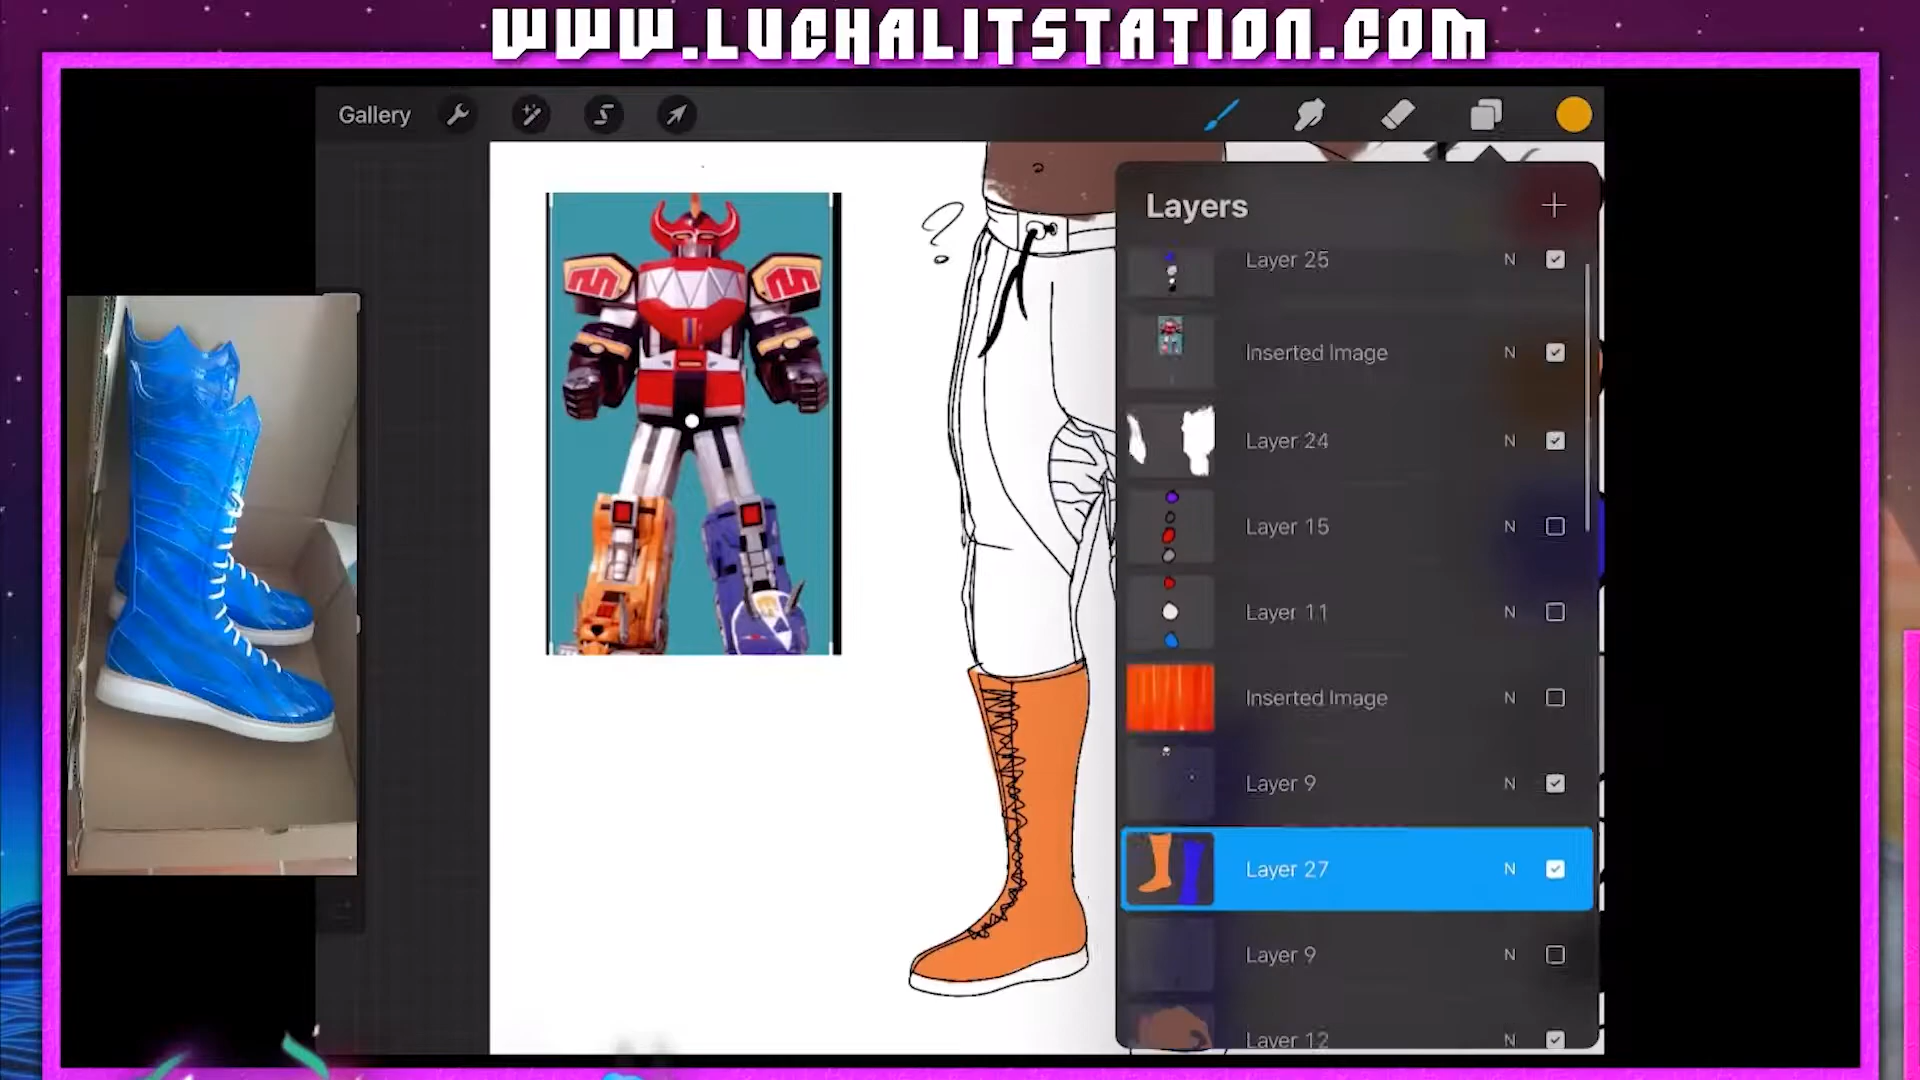 WWW.LUCHALITSTATION.COM
Gallery
Layers
Layer 25 N
Inserted Image N
Layer 24 N
Layer 15 N
Layer 11 N
Inserted Image N
Layer 9 N
Layer 27 N
Layer 9 N
Layer 12 N
?